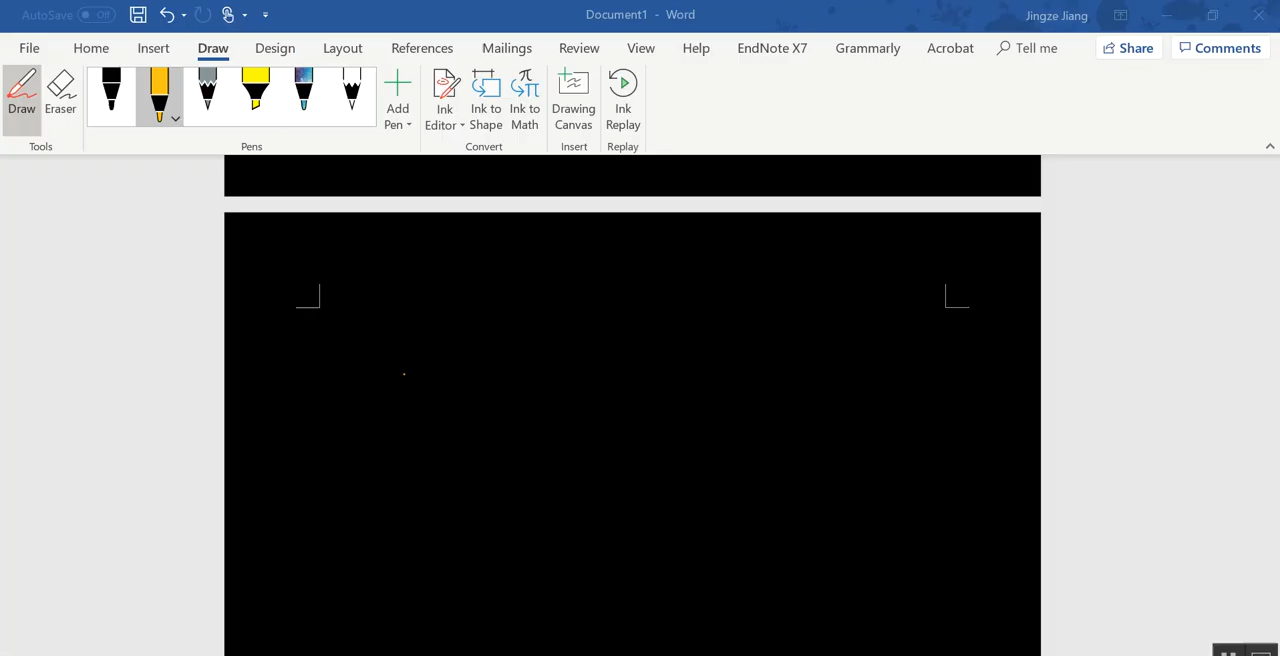 AutoSave Off Document1 - Word Jingze Jiang
File Home Insert Draw Design Layout References Mailings Review View Help EndNote X7 Grammarly Acrobat Tell me Share Comments
Draw Eraser Add Pen Ink Editor Ink to Shape Ink to Math Drawing Canvas Ink Replay
Tools Pens Convert Insert Replay